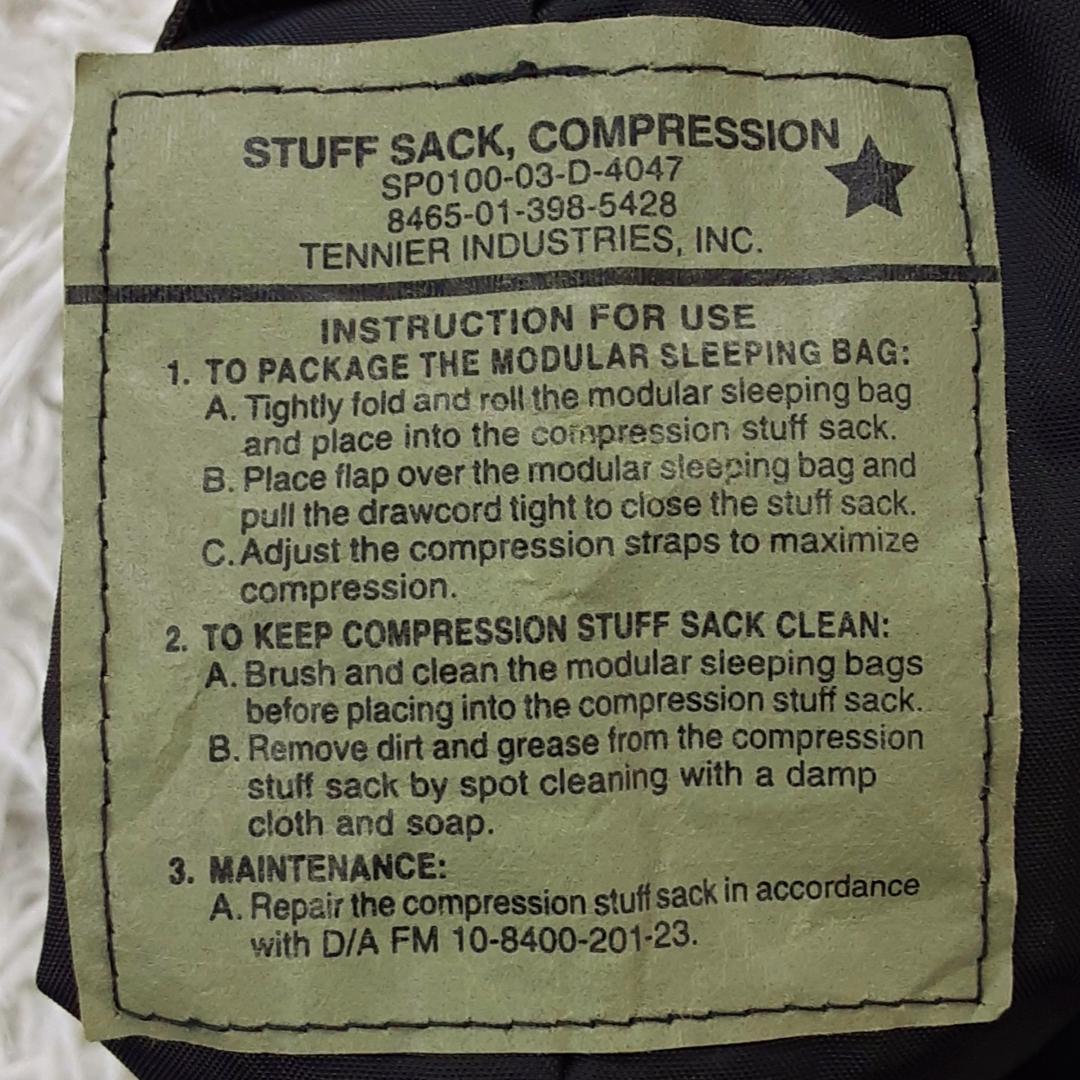 STUFF SACK, COMPRESSION
SP0100-03-D-4047
8465-01-398-5428
TENNIER INDUSTRIES, INC.
INSTRUCTION FOR USE
1. TO PACKAGE THE MODULAR SLEEPING BAG:
A. Tightly fold and roll the modular sleeping bag
and place into the compression stuff sack.
B. Place flap over the modular sleeping bag and
pull the drawcord tight to close the stuff sack.
C. Adjust the compression straps to maximize
compression.
2. TO KEEP COMPRESSION STUFF SACK CLEAN:
A. Brush and clean the modular sleeping bags
before placing into the compression stuff sack.
B. Remove dirt and grease from the compression
stuff sack by spot cleaning with a damp
cloth and soap.
3. MAINTENANCE:
A. Repair the compression stuff sack in accordance
with D/A FM 10-8400-201-23.